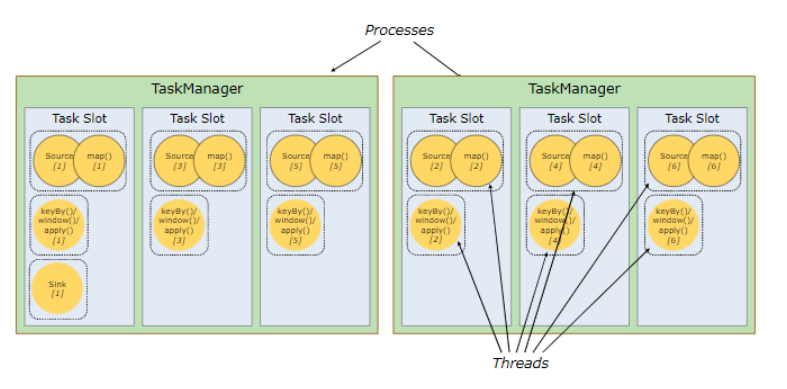 Processes
TaskManager
Task Slot
Source
[1]
map()
[1]
keyBy()/
window()/
apply()
[1]
Sink
[1]
Task Slot
Source
[3]
map()
[3]
keyBy()/
window()/
apply()
[3]
Task Slot
Source
[5]
map()
[5]
keyBy()/
window()/
apply()
[5]
TaskManager
Task Slot
Source
[2]
map()
[2]
keyBy()/
window()/
apply()
[2]
Task Slot
Source
[4]
map()
[4]
keyBy()/
window()/
apply()
[4]
Task Slot
Source
[6]
map()
[6]
keyBy()/
window()/
apply()
[6]
Threads